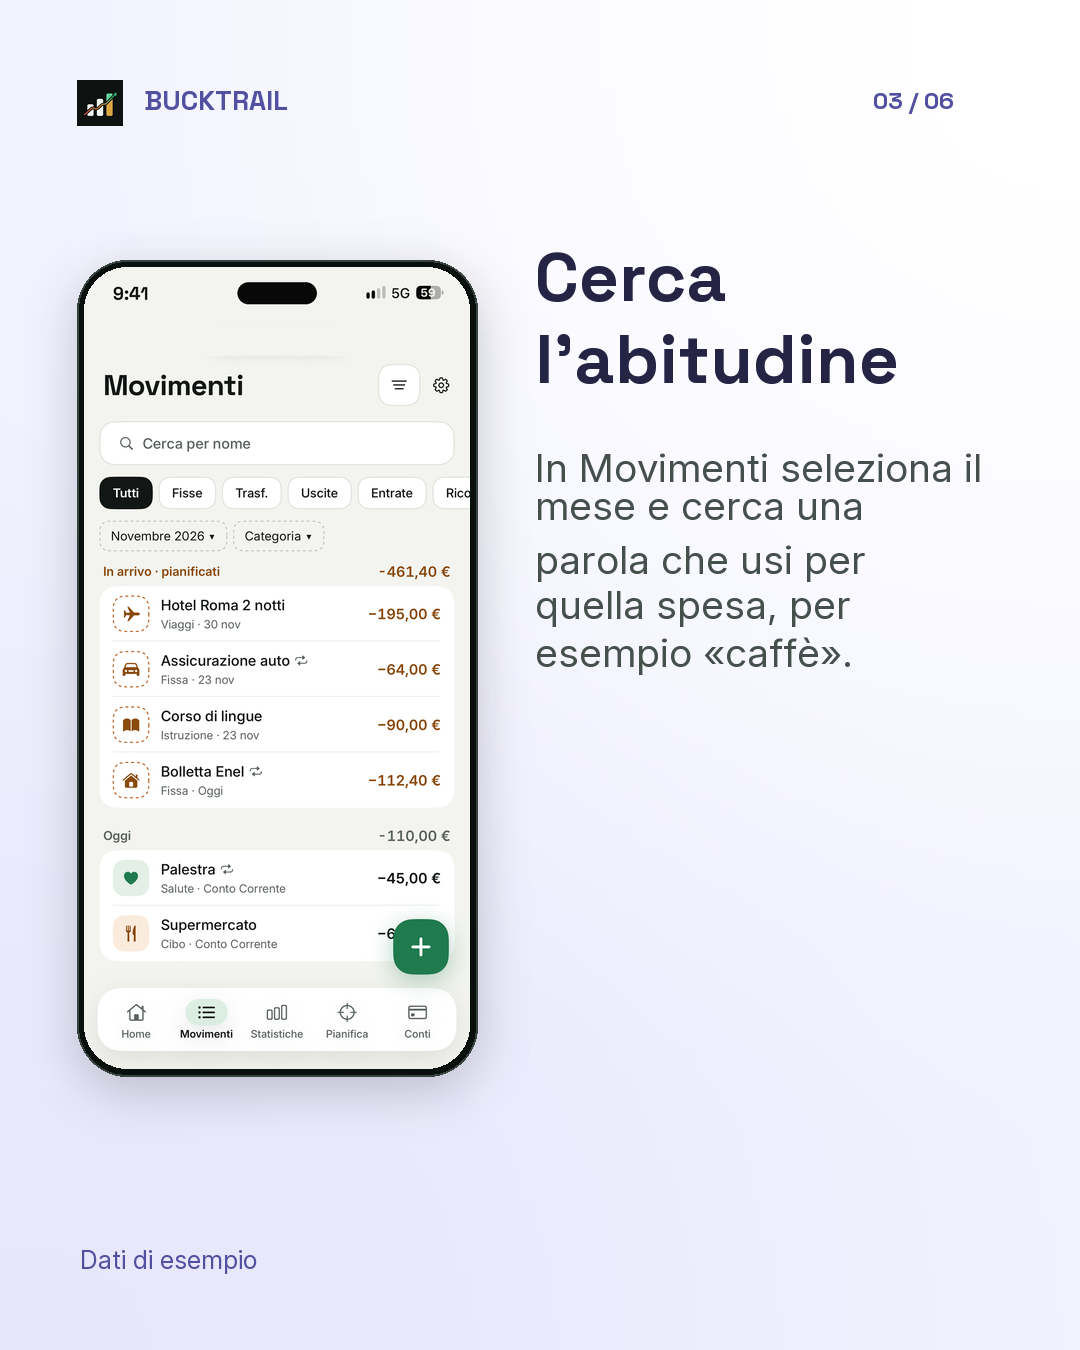 BUCKTRAIL
03 / 06
9:41
5G
59
Movimenti
Cerca per nome
Tutti
Fisse
Trasf.
Uscite
Entrate
Rico
Novembre 2026 ▾
Categoria ▾
In arrivo · pianificati
-461,40 €
Hotel Roma 2 notti
−195,00 €
Viaggi · 30 nov
Assicurazione auto
−64,00 €
Fissa · 23 nov
Corso di lingue
−90,00 €
Istruzione · 23 nov
Bolletta Enel
−112,40 €
Fissa · Oggi
Oggi
-110,00 €
Palestra
−45,00 €
Salute · Conto Corrente
Supermercato
−6
Cibo · Conto Corrente
Home
Movimenti
Statistiche
Pianifica
Conti
Cerca
l’abitudine
In Movimenti seleziona il
mese e cerca una
parola che usi per
quella spesa, per
esempio «caffè».
Dati di esempio